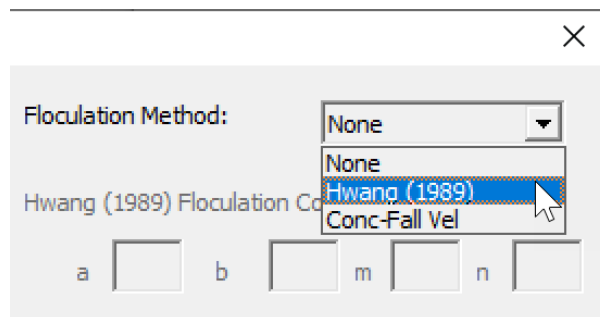 Floculation Method:
None
None
Hwang (1989)
Hwang (1989) Floculation Co
Conc-Fall Vel
a b m n